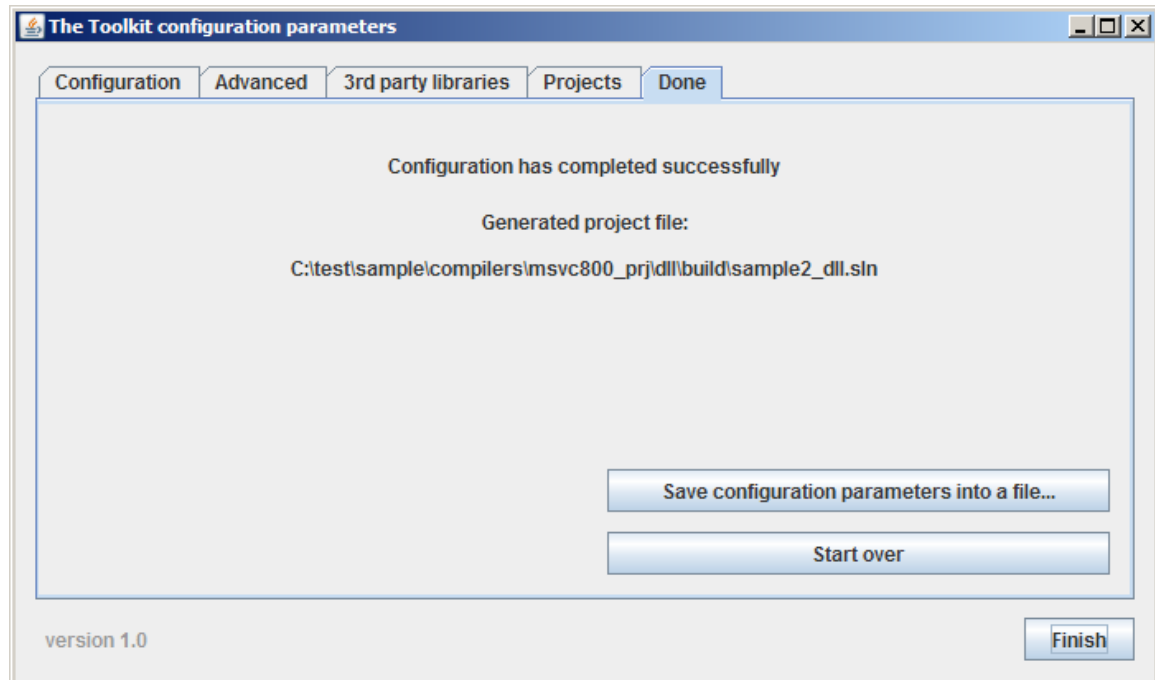 The Toolkit configuration parameters
Configuration Advanced 3rd party libraries Projects Done
Configuration has completed successfully
Generated project file:
C:\test\sample\compilers\msvc800_prj\dll\build\sample2_dll.sln
Save configuration parameters into a file...
Start over
version 1.0 Finish